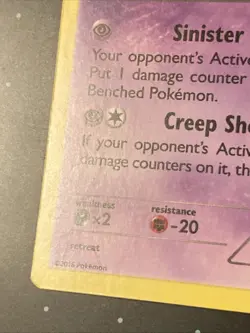 Sinister
Your opponent's Active
Put 1 damage counter
Benched Pokémon.
Creep Sho
If your opponent's Activ
damage counters on it, th
weakness
×2
resistance
-20
retreat
©2016 Pokémon